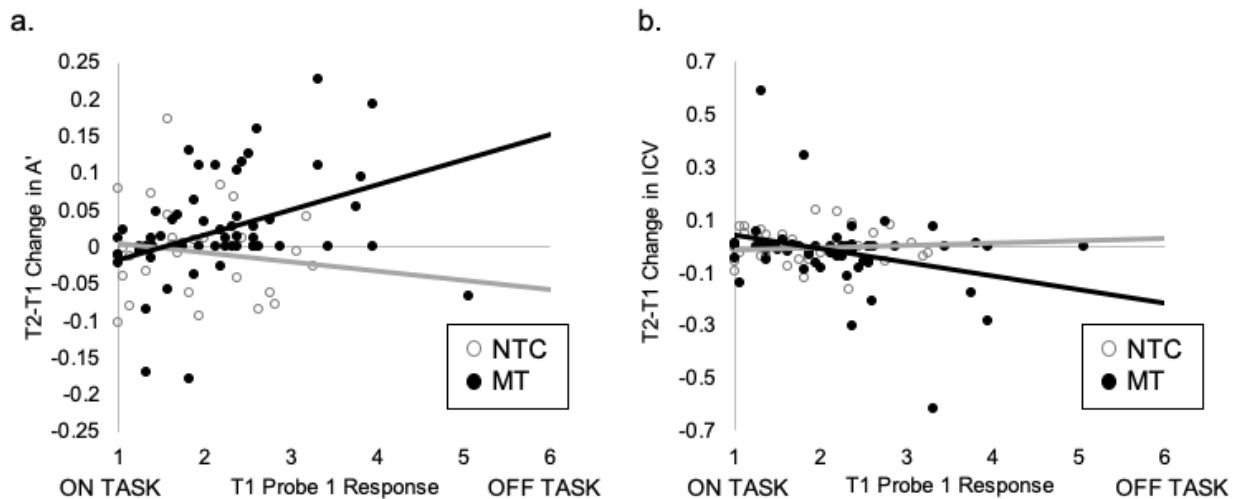 a.
0.25
0.2
0.15
0.1
0.05
0
-0.05
-0.1
-0.15
-0.2
-0.25
T2-T1 Change in A'
NTC
MT
1 2 3 4 5 6
ON TASK T1 Probe 1 Response OFF TASK
b.
0.7
0.5
0.3
0.1
-0.1
-0.3
-0.5
-0.7
T2-T1 Change in ICV
NTC
MT
1 2 3 4 5 6
ON TASK T1 Probe 1 Response OFF TASK